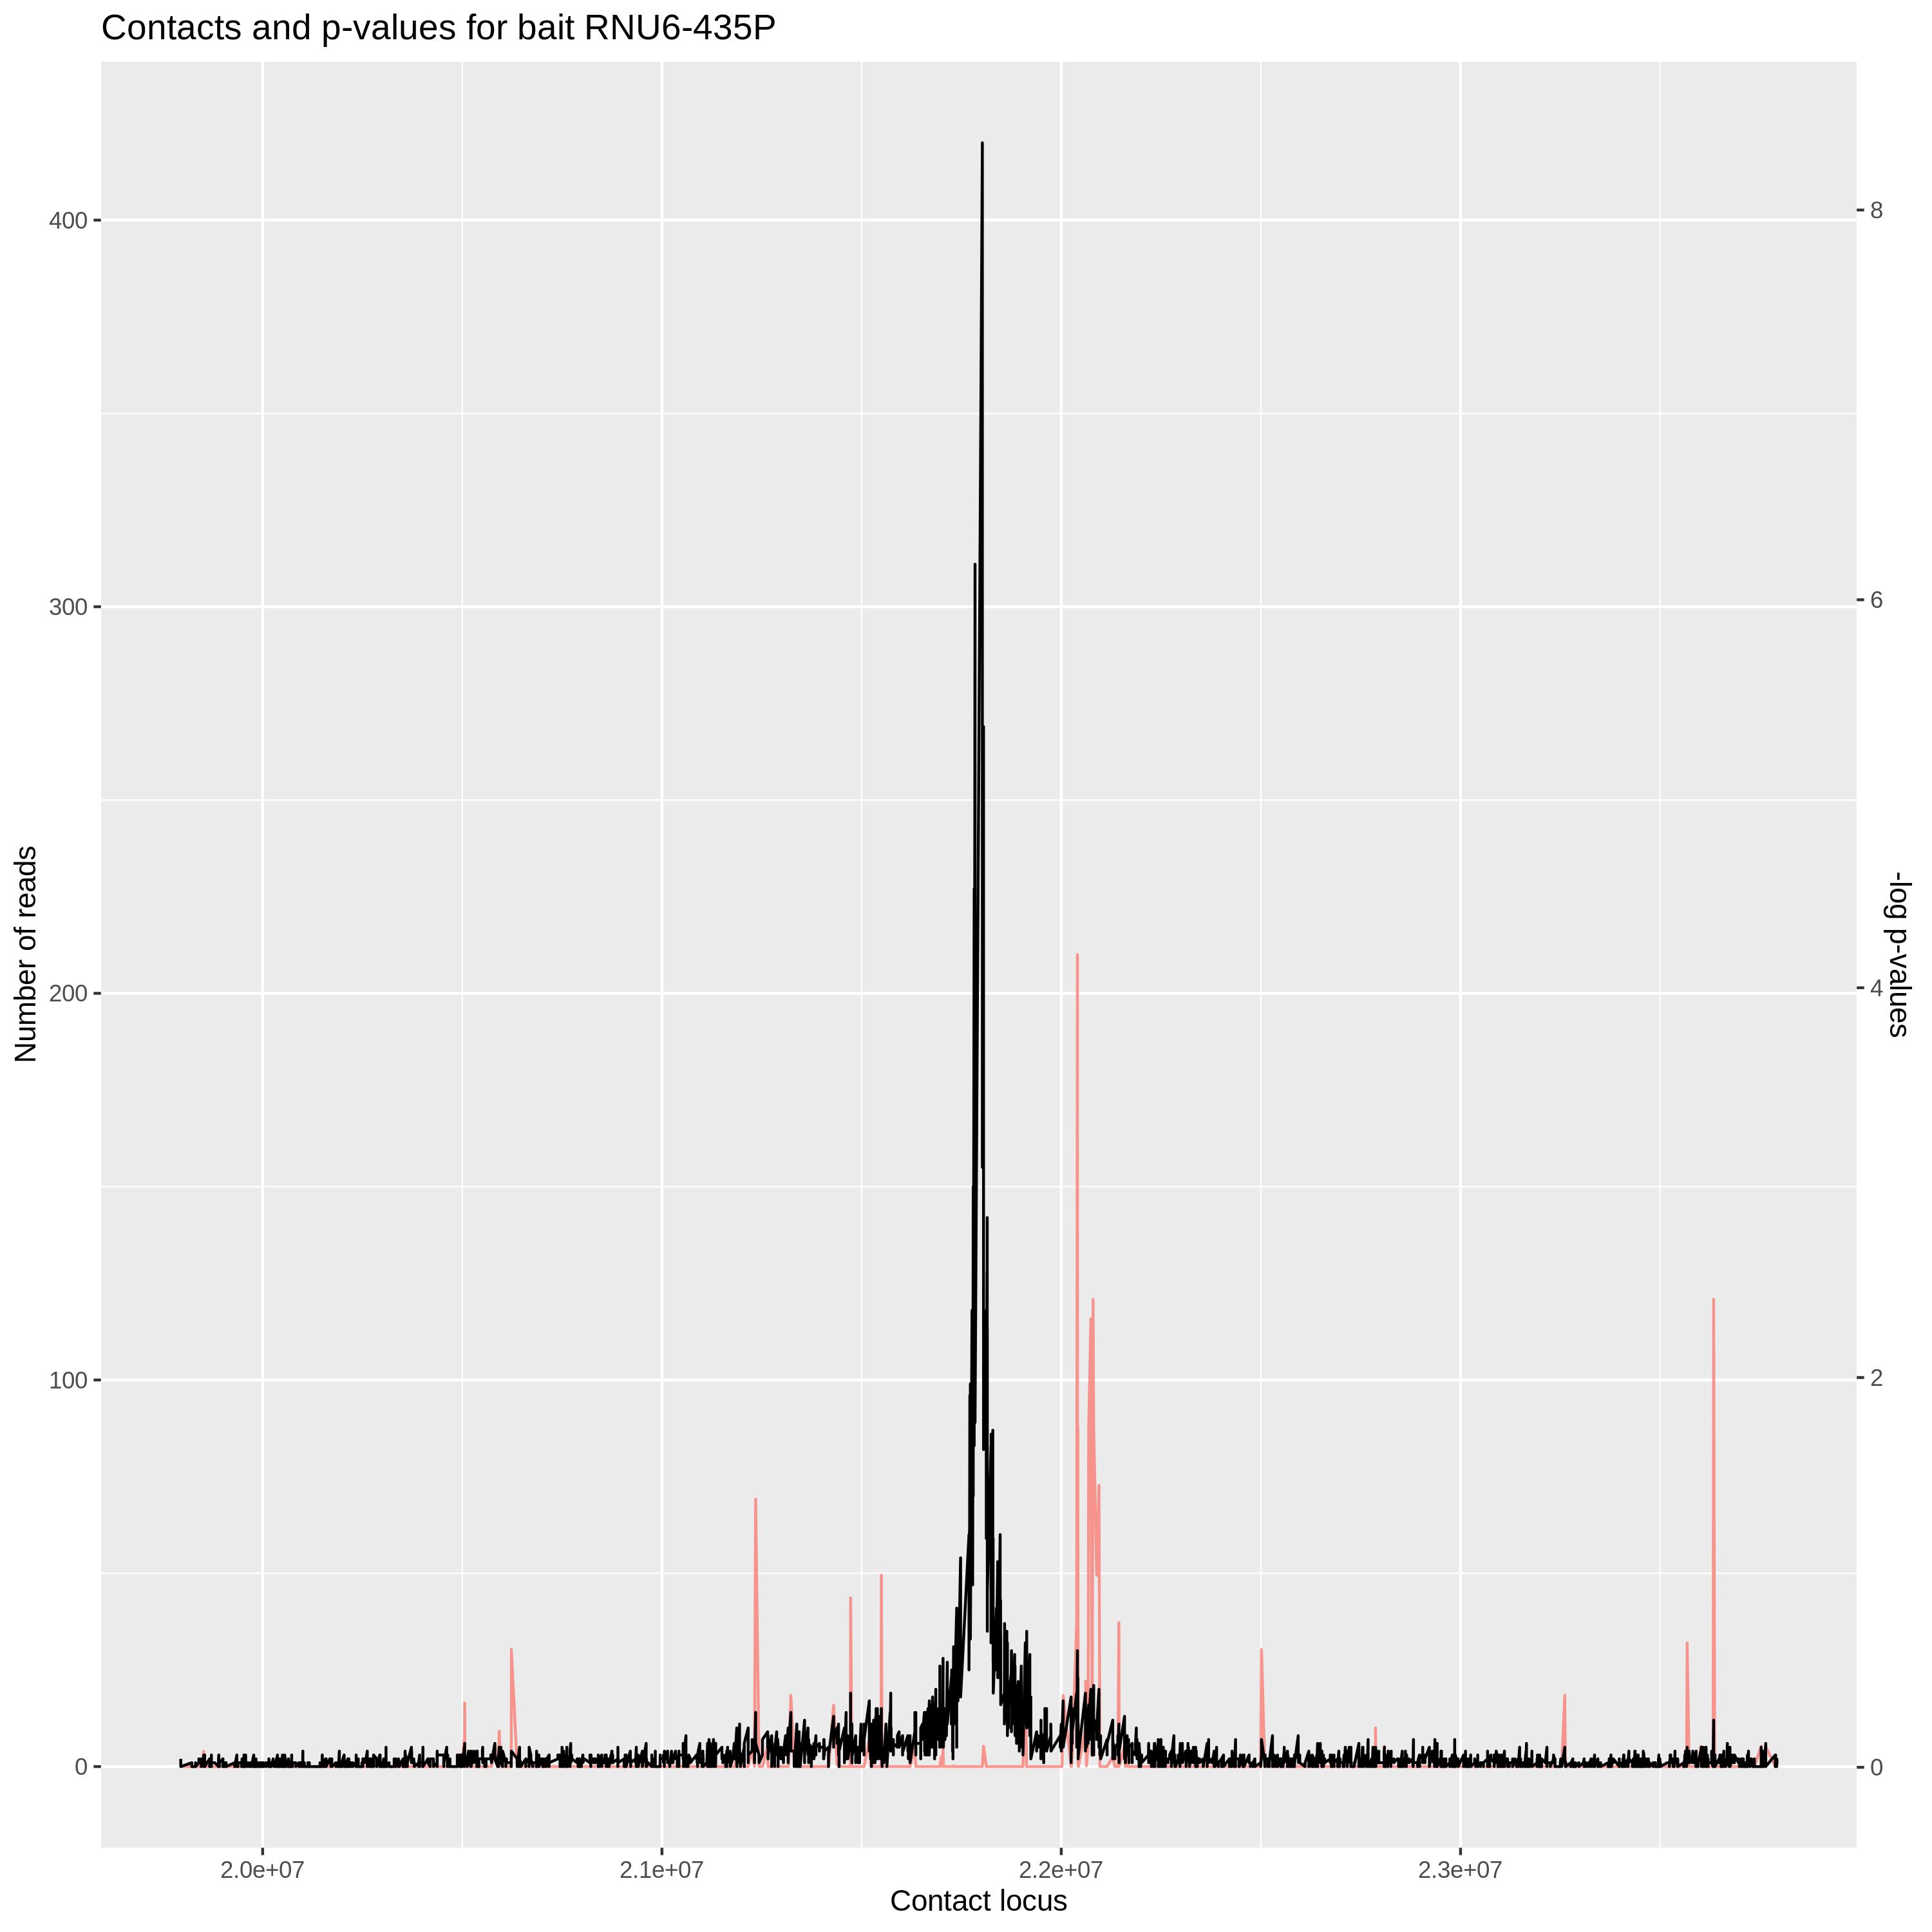 Contacts and p-values for bait RNU6-435P
400
300
200
100
0
8
6
4
2
0
Number of reads
-log p-values
2.0e+07
2.1e+07
2.2e+07
2.3e+07
Contact locus